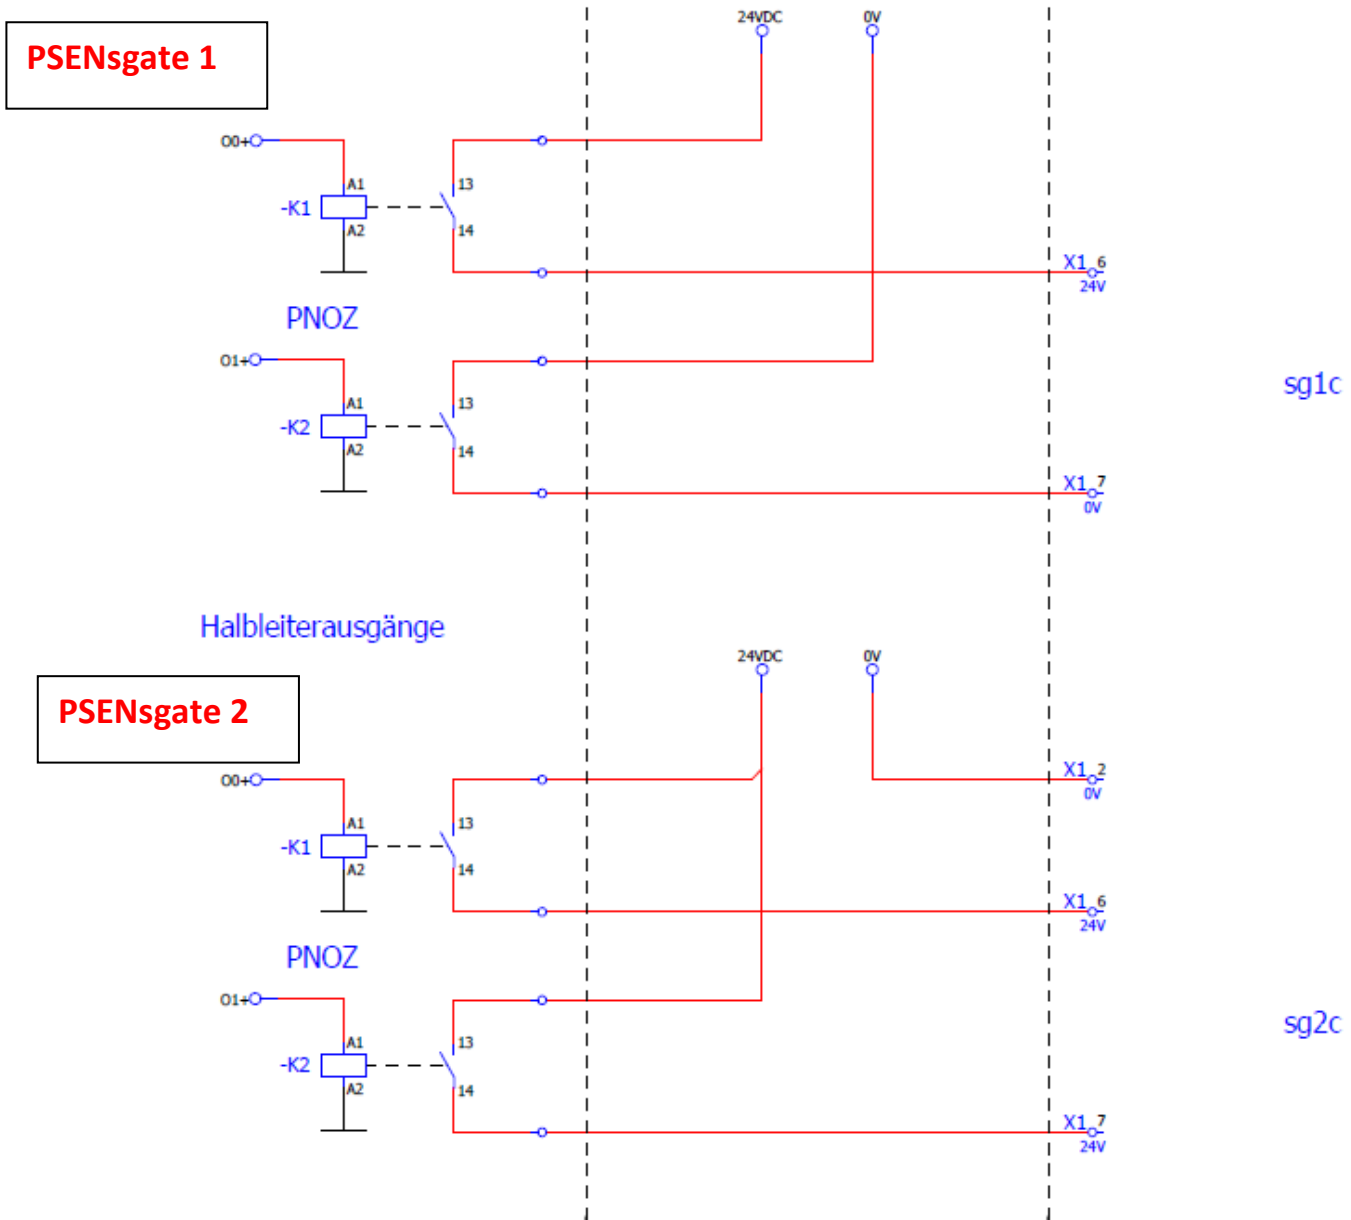 PSENsgate 1
24VDC
0V
O0+
A1
-K1
A2
13
14
X1_6
24V
PNOZ
O1+
A1
-K2
A2
13
14
sg1c
X1_7
0V
Halbleiterausgänge
PSENsgate 2
24VDC
0V
O0+
A1
-K1
A2
13
14
X1_2
0V
X1_6
24V
PNOZ
O1+
A1
-K2
A2
13
14
sg2c
X1_7
24V